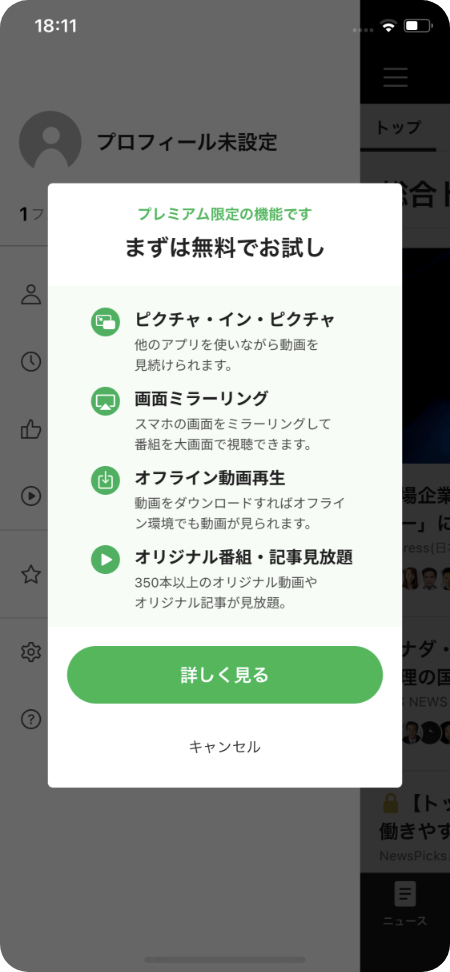 18:11
プロフィール未設定
トップ
1フ
総合ト
プレミアム限定の機能です
まずは無料でお試し
ピクチャ・イン・ピクチャ
他のアプリを使いながら動画を
見続けられます。
画面ミラーリング
スマホの画面をミラーリングして
番組を大画面で視聴できます。
オフライン動画再生
動画をダウンロードすればオフライ
ン環境でも動画が見られます。
オリジナル番組・記事見放題
350本以上のオリジナル動画や
オリジナル記事が見放題。
詳しく見る
キャンセル
場企業
ー」に
press(日本
ナダ・
理の国
NEWS
【トッ
働きやす
NewsPicks
ニュース